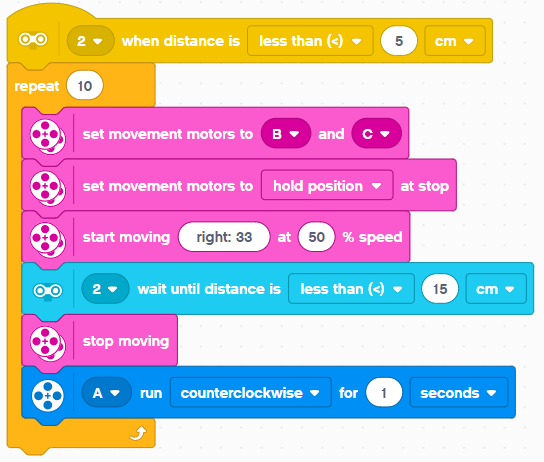 2 when distance is less than (<) 5 cm
repeat 10
set movement motors to B and C
set movement motors to hold position at stop
start moving right: 33 at 50 % speed
2 wait until distance is less than (<) 15 cm
stop moving
A run counterclockwise for 1 seconds